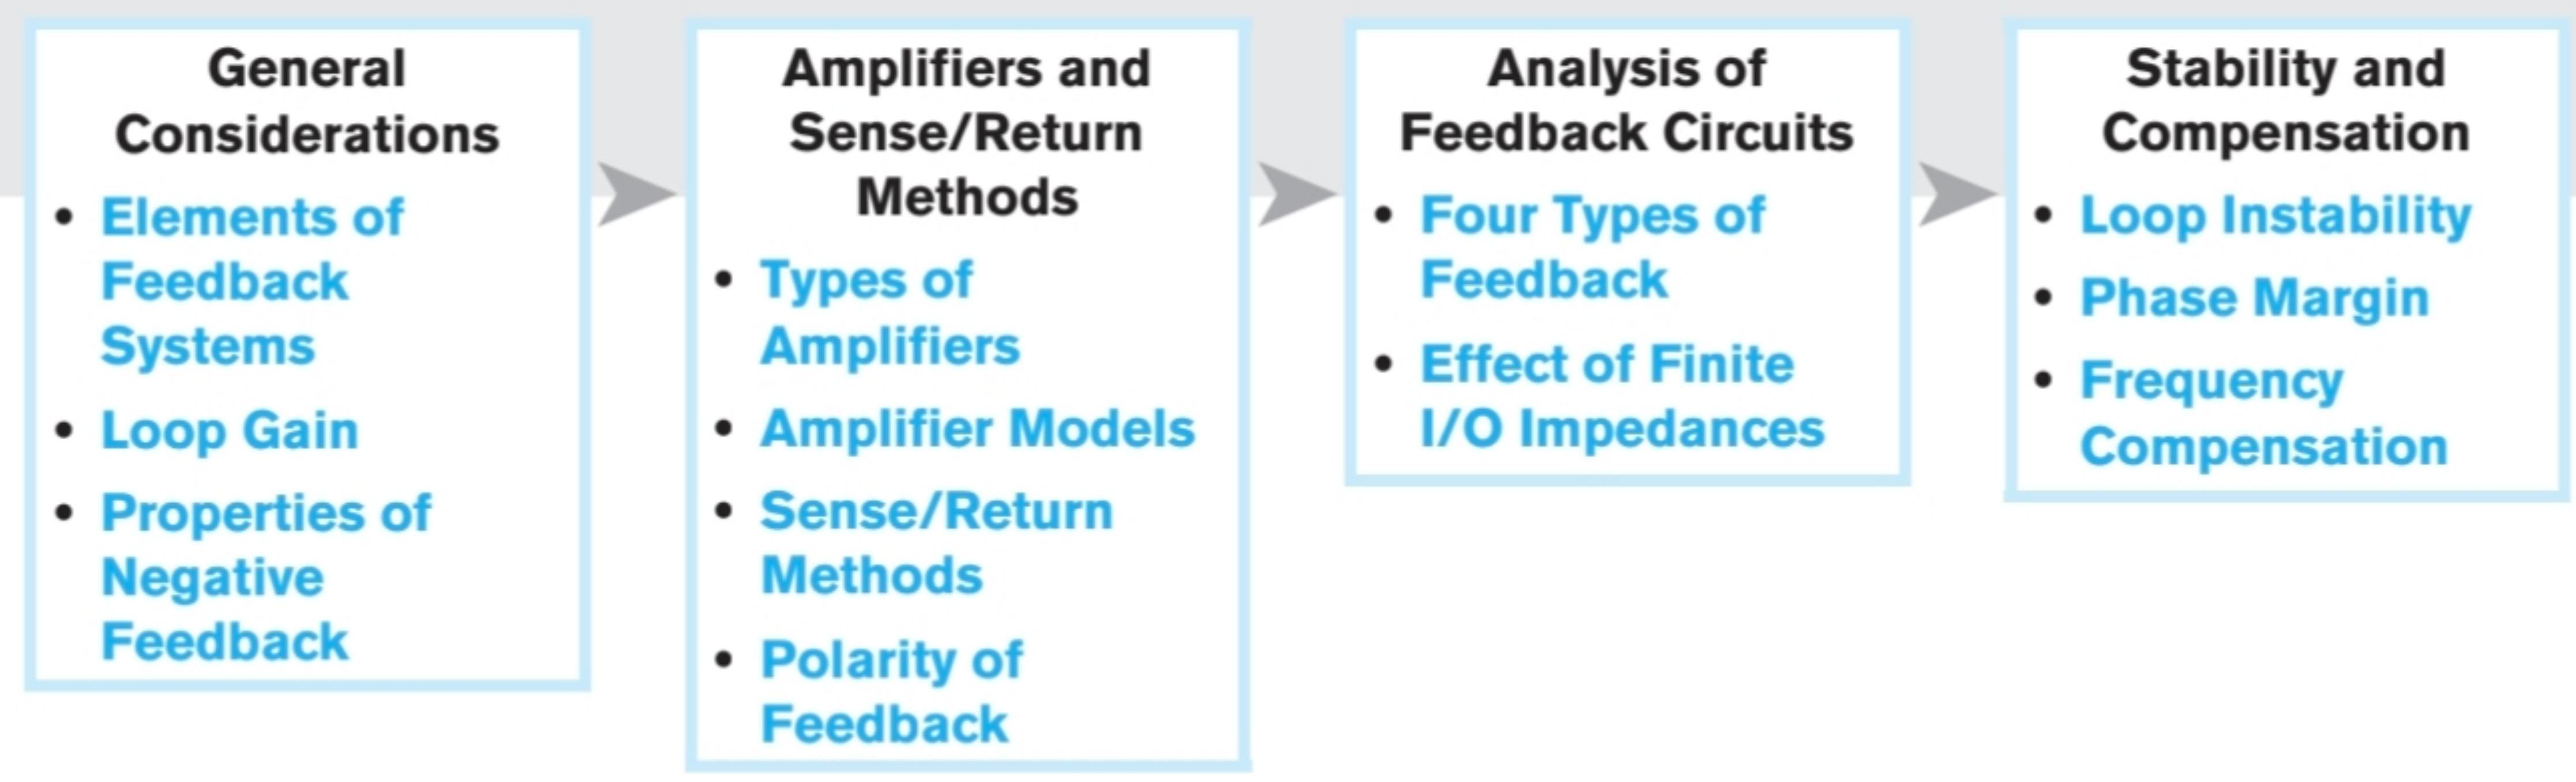 General
Considerations
• Elements of
Feedback
Systems
• Loop Gain
• Properties of
Negative
Feedback
Amplifiers and
Sense/Return
Methods
• Types of
Amplifiers
• Amplifier Models
• Sense/Return
Methods
• Polarity of
Feedback
Analysis of
Feedback Circuits
• Four Types of
Feedback
• Effect of Finite
I/O Impedances
Stability and
Compensation
• Loop Instability
• Phase Margin
• Frequency
Compensation